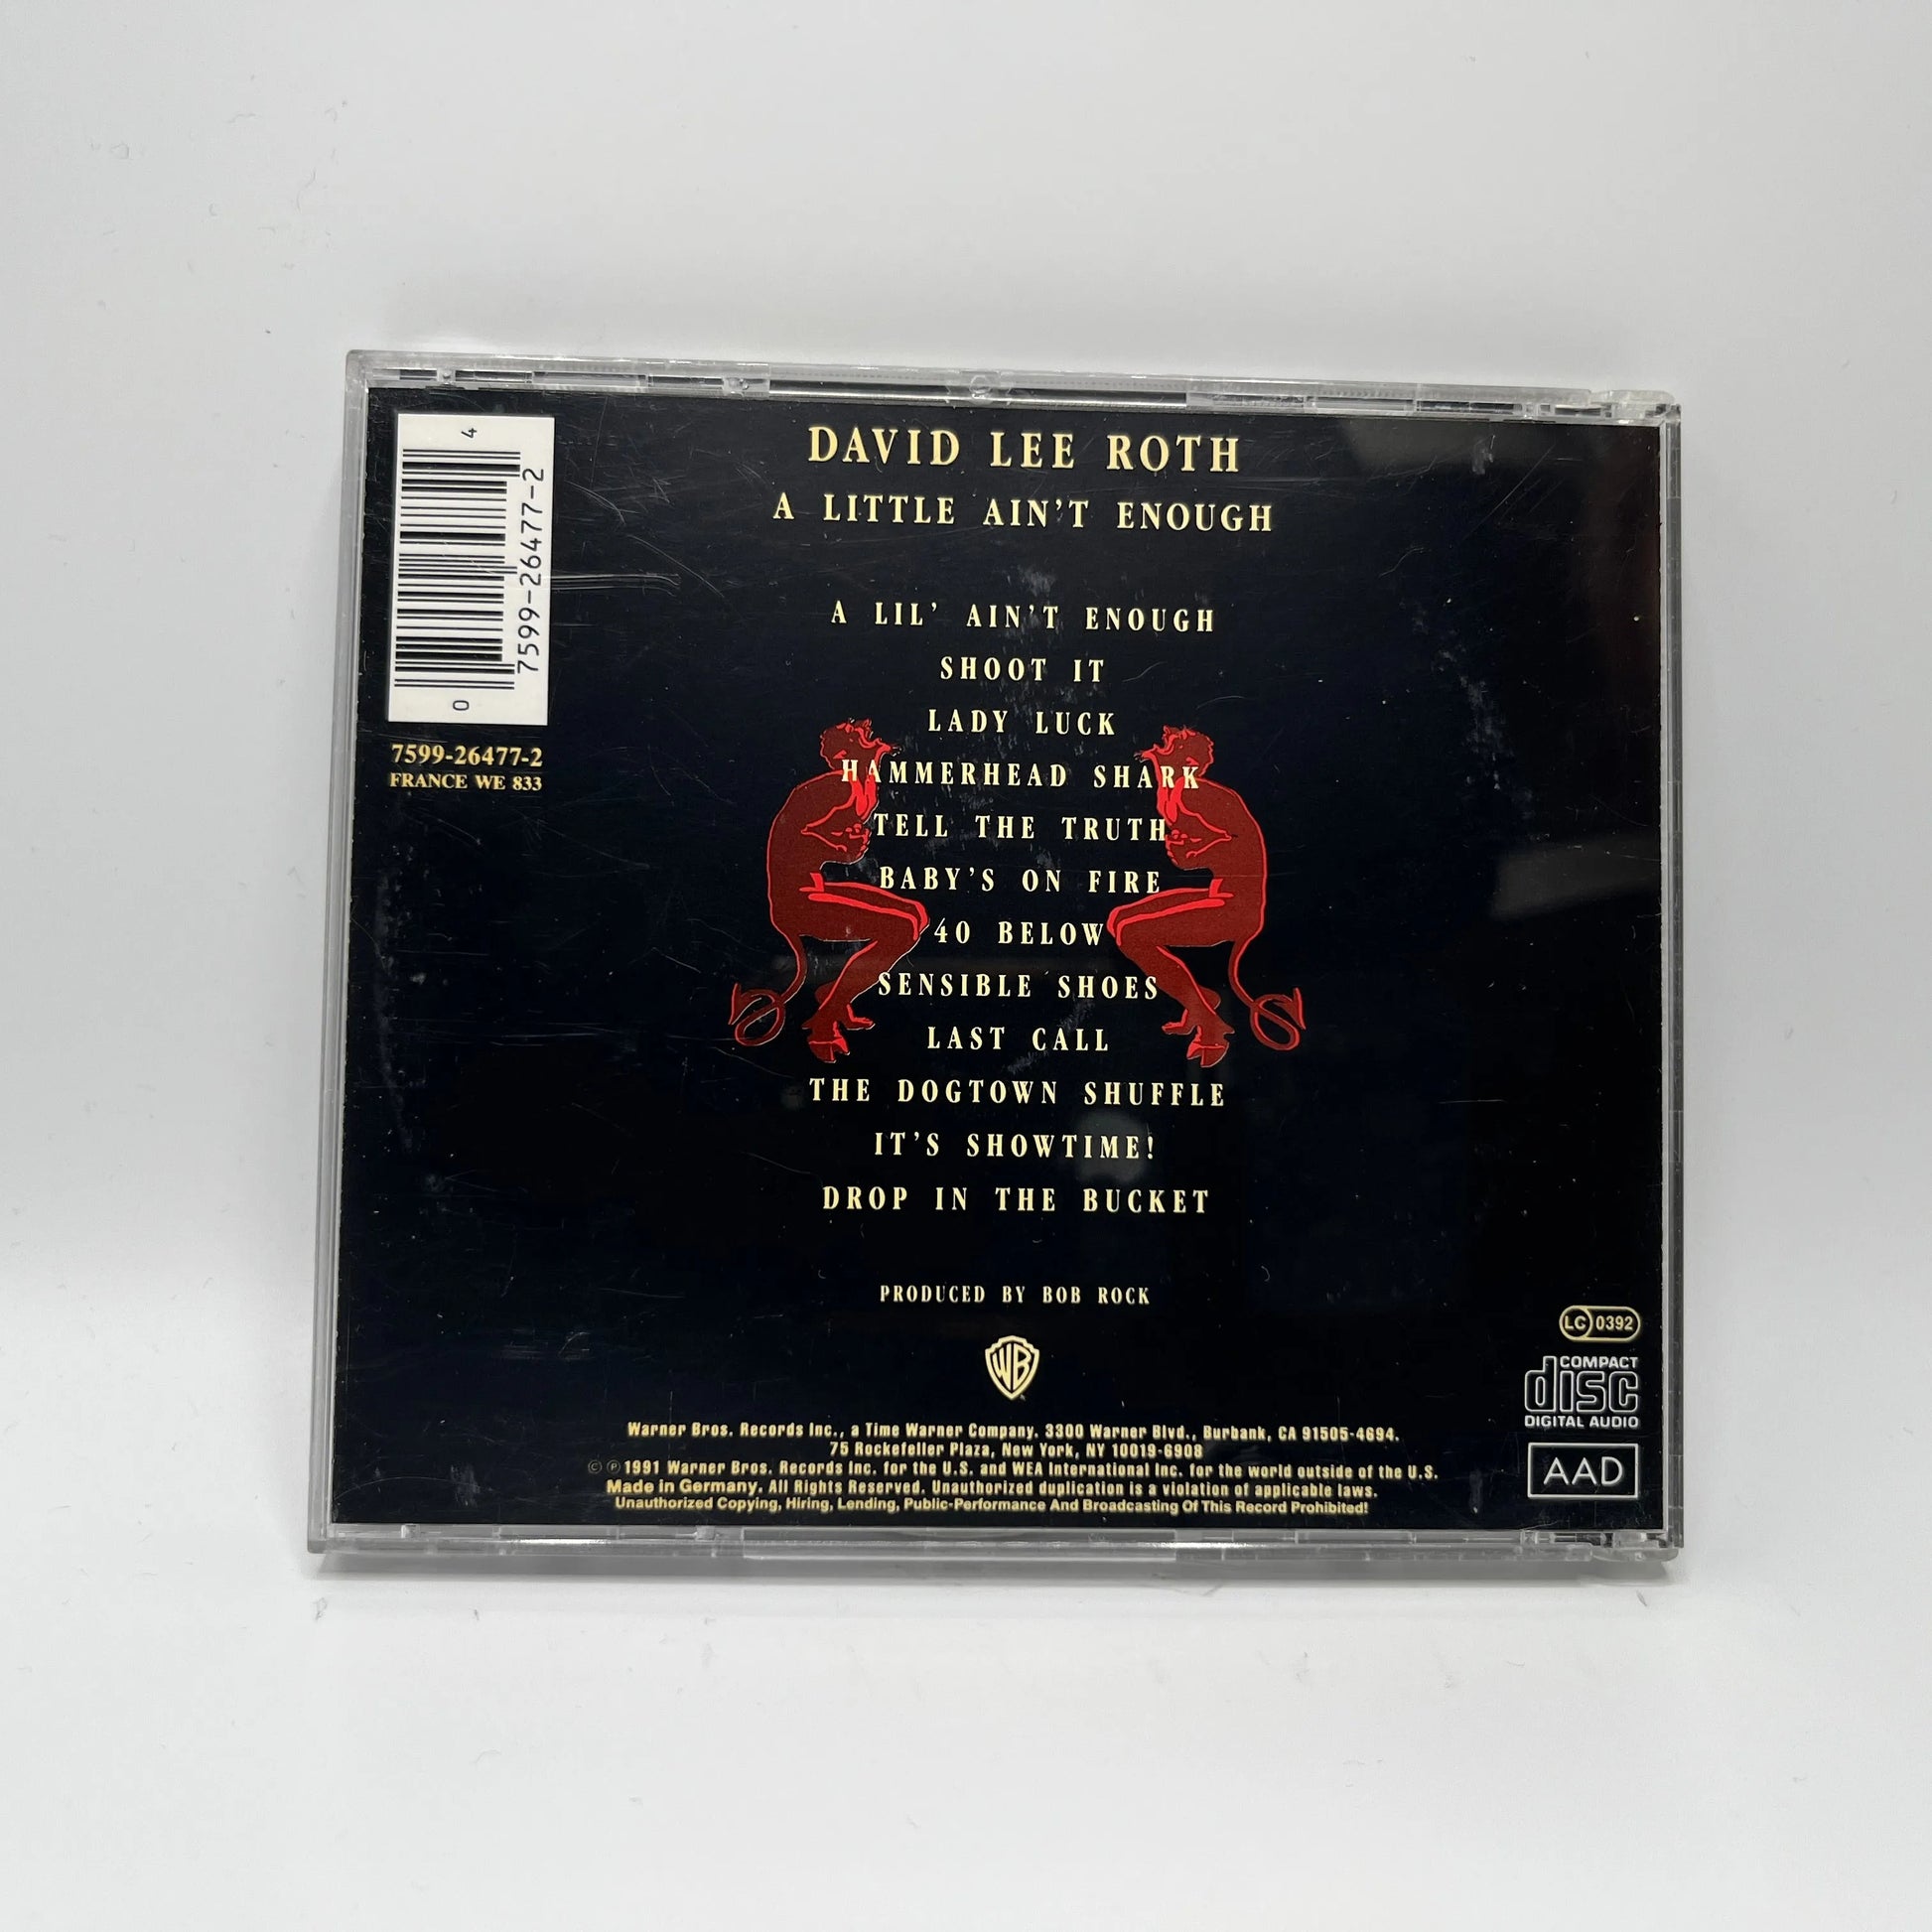 DAVID LEE ROTH
A LITTLE AIN'T ENOUGH
4
7599-26477-2
0
7599-26477-2
FRANCE WE 833
A LIL' AIN'T ENOUGH
SHOOT IT
LADY LUCK
HAMMERHEAD SHARK
TELL THE TRUTH
BABY'S ON FIRE
40 BELOW
SENSIBLE SHOES
LAST CALL
THE DOGTOWN SHUFFLE
IT'S SHOWTIME!
DROP IN THE BUCKET
PRODUCED BY BOB ROCK
WB
LC 0392
COMPACT
disc
DIGITAL AUDIO
AAD
Warner Bros. Records Inc., a Time Warner Company. 3300 Warner Blvd., Burbank, CA 91505-4694.
75 Rockefeller Plaza, New York, NY 10019-6908
© ℗ 1991 Warner Bros. Records Inc. for the U.S. and WEA International Inc. for the world outside of the U.S.
Made in Germany. All Rights Reserved. Unauthorized duplication is a violation of applicable laws.
Unauthorized Copying, Hiring, Lending, Public-Performance And Broadcasting Of This Record Prohibited!